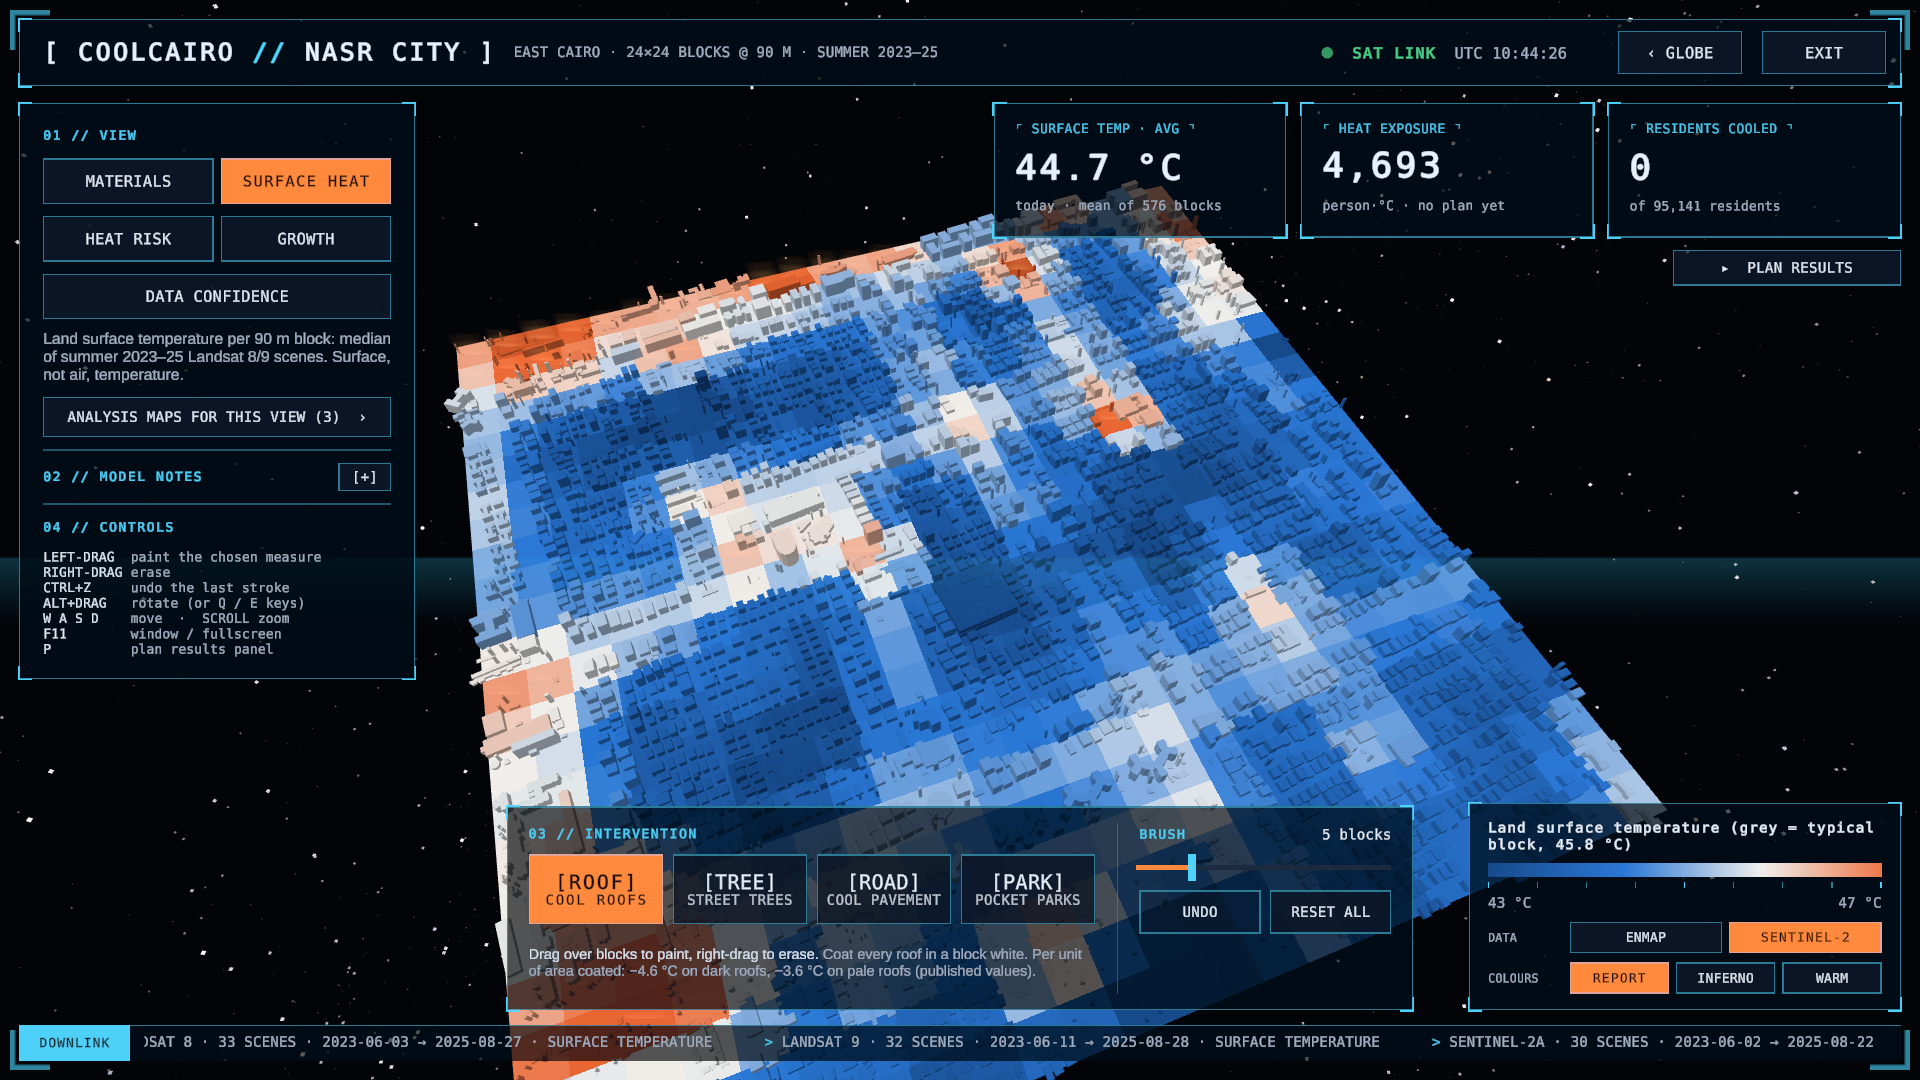 [ COOLCAIRO // NASR CITY ]
EAST CAIRO · 24×24 BLOCKS @ 90 M · SUMMER 2023–25
SAT LINK
UTC 10:44:26
‹ GLOBE
EXIT
01 // VIEW
MATERIALS
SURFACE HEAT
HEAT RISK
GROWTH
DATA CONFIDENCE
Land surface temperature per 90 m block: median
of summer 2023–25 Landsat 8/9 scenes. Surface,
not air, temperature.
ANALYSIS MAPS FOR THIS VIEW (3) ›
02 // MODEL NOTES
[+]
04 // CONTROLS
LEFT-DRAG paint the chosen measure
RIGHT-DRAG erase
CTRL+Z undo the last stroke
ALT+DRAG rotate (or Q / E keys)
W A S D move · SCROLL zoom
F11 window / fullscreen
P plan results panel
⌜ SURFACE TEMP · AVG ⌝
44.7 °C
today · mean of 576 blocks
⌜ HEAT EXPOSURE ⌝
4,693
person·°C · no plan yet
⌜ RESIDENTS COOLED ⌝
0
of 95,141 residents
▸ PLAN RESULTS
03 // INTERVENTION
[ROOF]
COOL ROOFS
[TREE]
STREET TREES
[ROAD]
COOL PAVEMENT
[PARK]
POCKET PARKS
Drag over blocks to paint, right-drag to erase. Coat every roof in a block white. Per unit
of area coated: −4.6 °C on dark roofs, −3.6 °C on pale roofs (published values).
BRUSH
5 blocks
UNDO
RESET ALL
Land surface temperature (grey = typical
block, 45.8 °C)
43 °C
47 °C
DATA
ENMAP
SENTINEL-2
COLOURS
REPORT
INFERNO
WARM
DOWNLINK
SAT 8 · 33 SCENES · 2023-06-03 → 2025-08-27 · SURFACE TEMPERATURE > LANDSAT 9 · 32 SCENES · 2023-06-11 → 2025-08-28 · SURFACE TEMPERATURE > SENTINEL-2A · 30 SCENES · 2023-06-02 → 2025-08-22